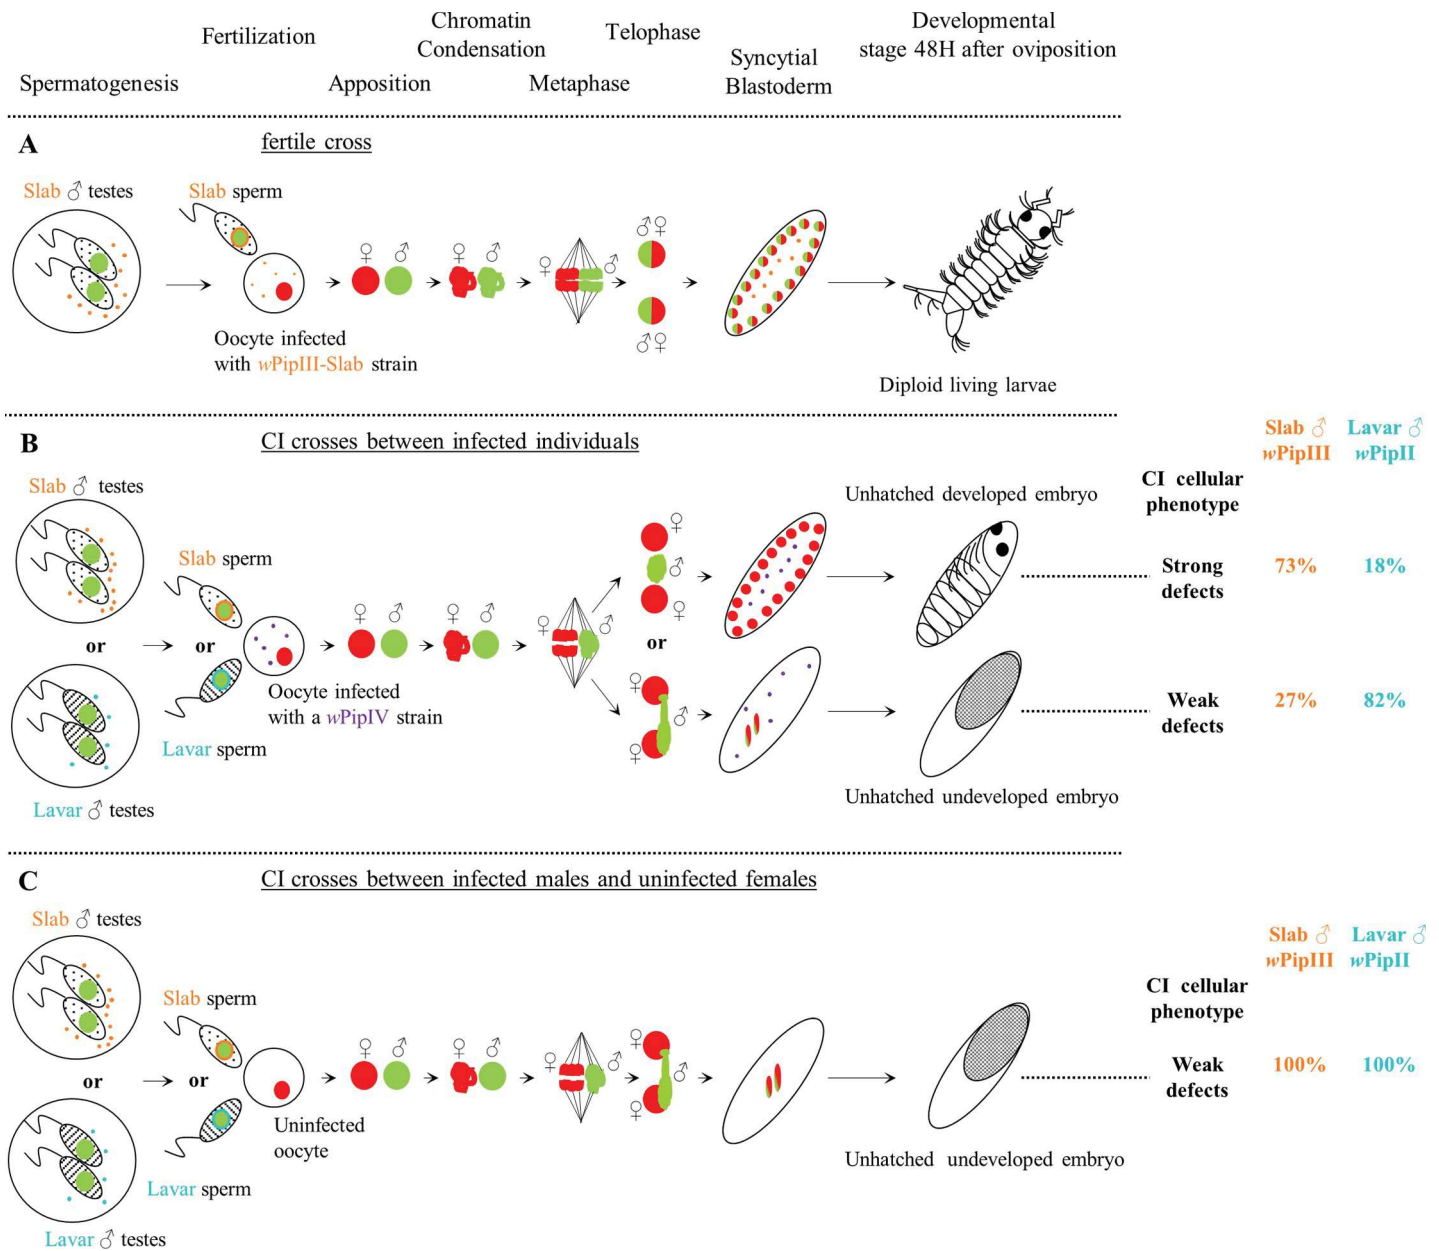 Spermatogenesis
Fertilization
Apposition
Chromatin
Condensation
Metaphase
Telophase
Syncytial
Blastoderm
Developmental
stage 48H after oviposition
A
fertile cross
Slab ♂ testes
Slab sperm
♀ ♂
♀ ♂
♀ ♂
♂♀
♂♀
Oocyte infected
with wPipIII-Slab strain
Diploid living larvae
B
CI crosses between infected individuals
Slab ♂ testes
or
Lavar ♂ testes
Slab sperm
or
Lavar sperm
Oocyte infected
with a wPipIV strain
♀ ♂
♀ ♂
♀ ♂
♀
♂
♀
or
♀
♂
♀
Unhatched developed embryo
Unhatched undeveloped embryo
Slab ♂ Lavar ♂
wPipIII wPipII
CI cellular
phenotype
Strong
defects
73% 18%
Weak
defects
27% 82%
C
CI crosses between infected males and uninfected females
Slab ♂ testes
or
Lavar ♂ testes
Slab sperm
or
Lavar sperm
Uninfected
oocyte
♀ ♂
♀ ♂
♀ ♂
♀
♂
♀
Unhatched undeveloped embryo
Slab ♂ Lavar ♂
wPipIII wPipII
CI cellular
phenotype
Weak
defects
100% 100%